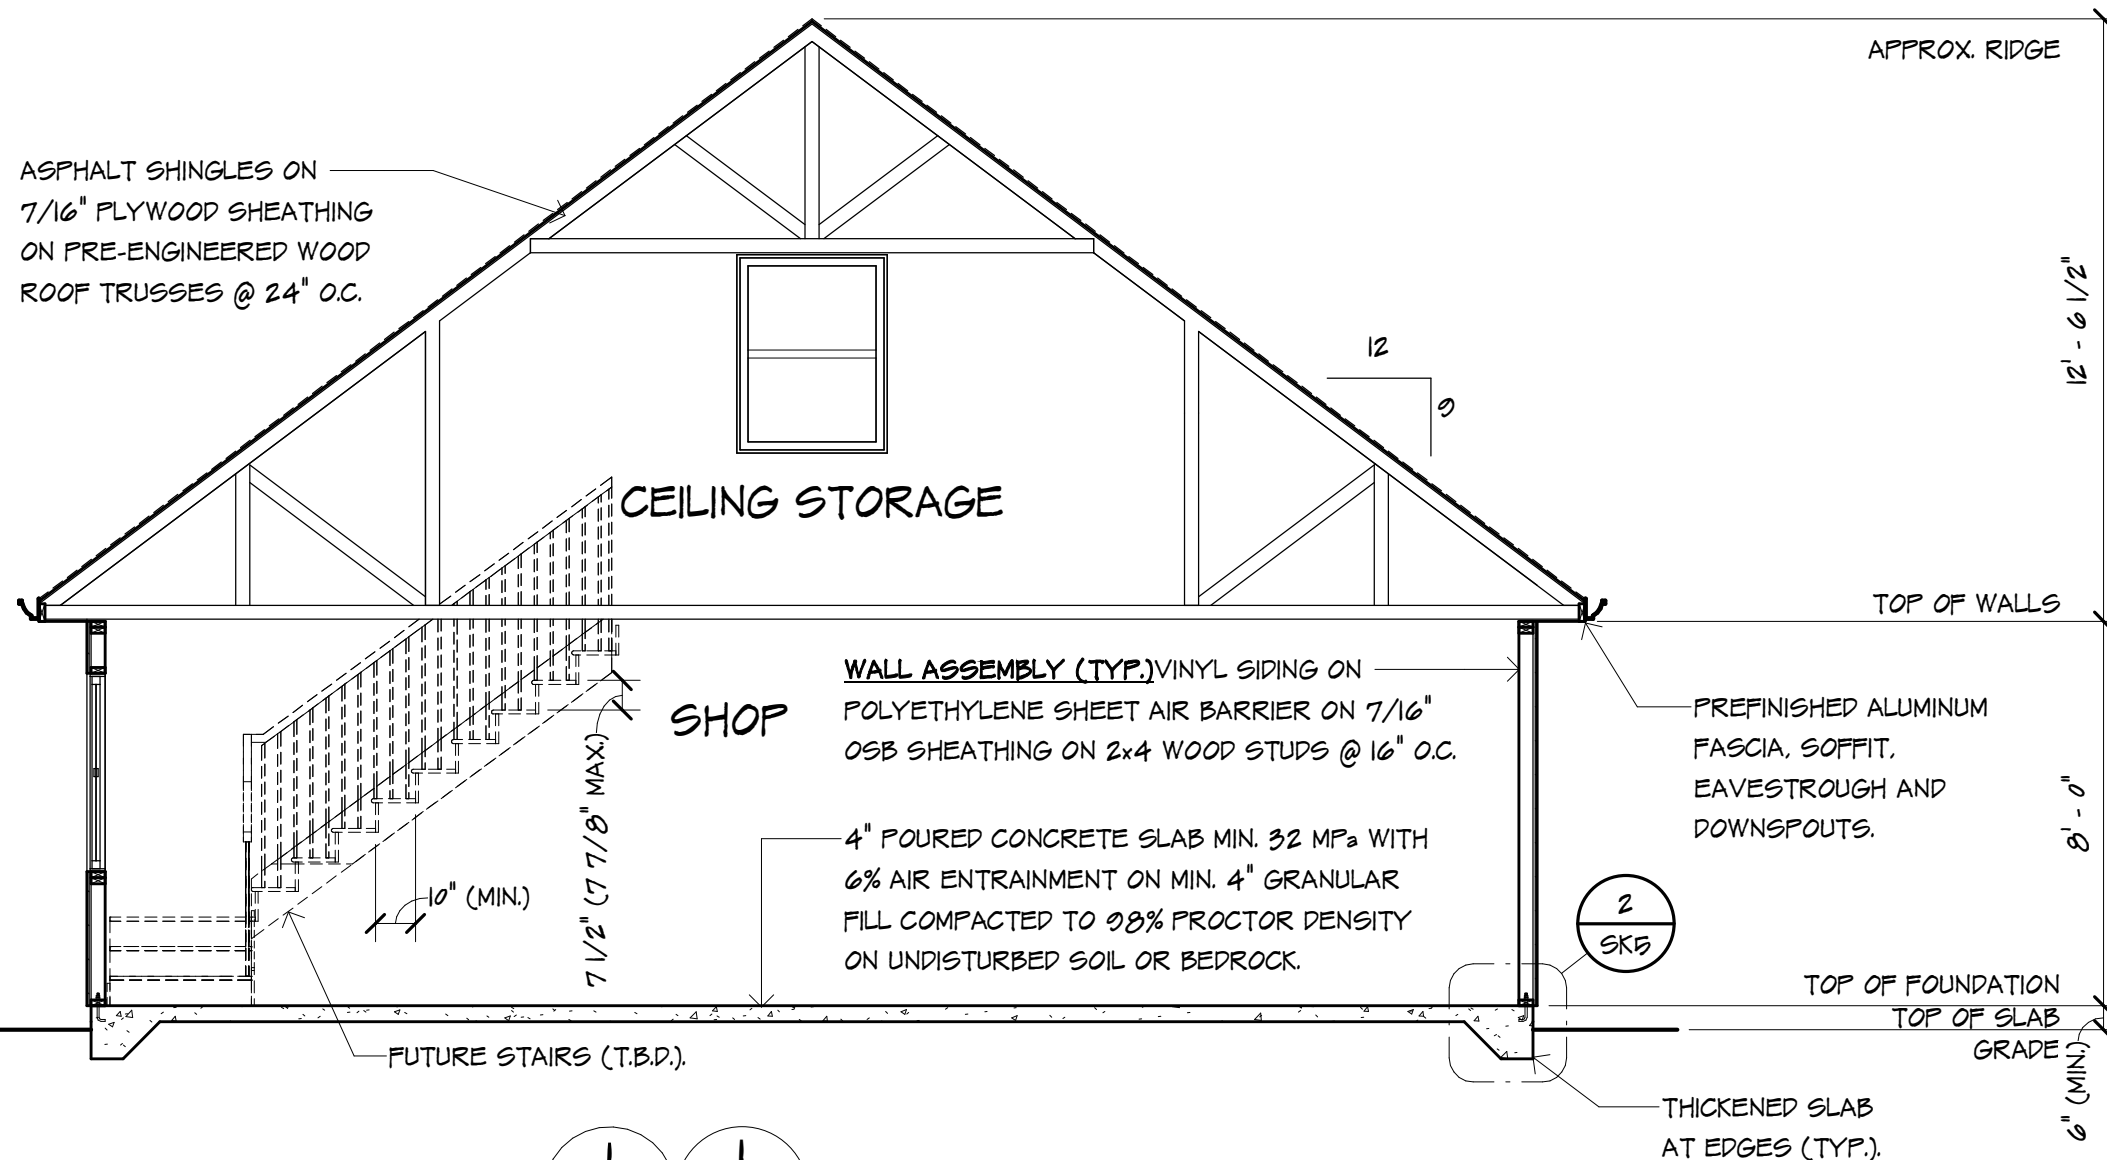 APPROX. RIDGE
ASPHALT SHINGLES ON
7/16" PLYWOOD SHEATHING
ON PRE-ENGINEERED WOOD
ROOF TRUSSES @ 24" O.C.
12' - 6 1/2"
12
9
CEILING STORAGE
TOP OF WALLS
WALL ASSEMBLY (TYP.) VINYL SIDING ON
POLYETHYLENE SHEET AIR BARRIER ON 7/16"
OSB SHEATHING ON 2x4 WOOD STUDS @ 16" O.C.
SHOP
PREFINISHED ALUMINUM
FASCIA, SOFFIT,
EAVESTROUGH AND
DOWNSPOUTS.
8' - 0"
7 1/2" (7 7/8" MAX.)
10" (MIN.)
4" POURED CONCRETE SLAB MIN. 32 MPa WITH
6% AIR ENTRAINMENT ON MIN. 4" GRANULAR
FILL COMPACTED TO 98% PROCTOR DENSITY
ON UNDISTURBED SOIL OR BEDROCK.
2
SK5
TOP OF FOUNDATION
TOP OF SLAB
GRADE
6" (MIN.)
FUTURE STAIRS (T.B.D.).
THICKENED SLAB
AT EDGES (TYP.).